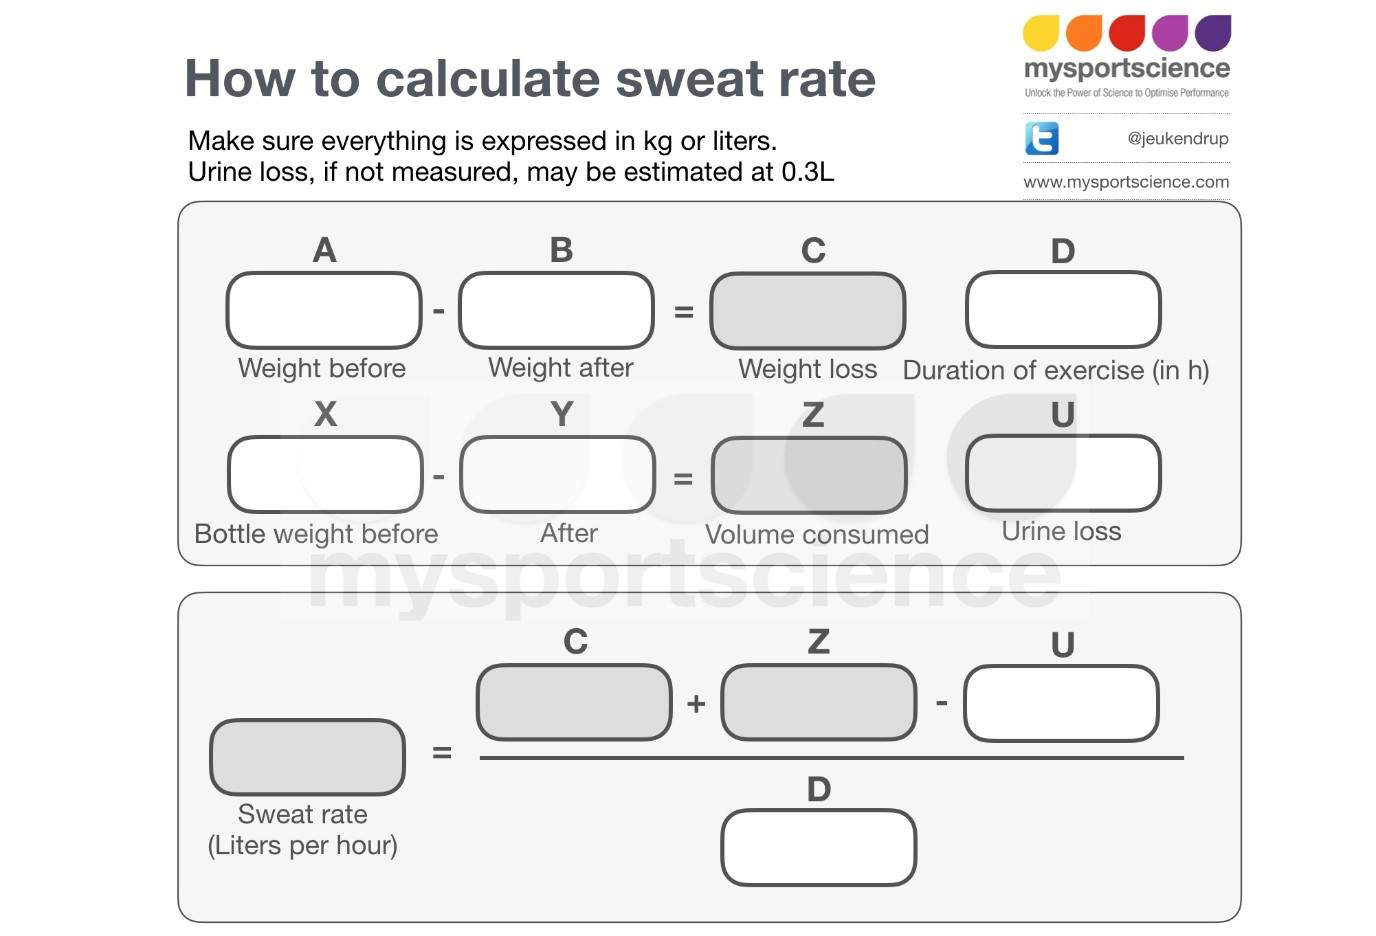 mysportscience
Unlock the Power of Science to Optimise Performance
How to calculate sweat rate
Make sure everything is expressed in kg or liters.
Urine loss, if not measured, may be estimated at 0.3L
@jeukendrup
www.mysportscience.com
A B C D
- =
Weight before Weight after Weight loss Duration of exercise (in h)
X Y Z U
- =
Bottle weight before After Volume consumed Urine loss
mysportscience
C Z U
+ -
=
D
Sweat rate
(Liters per hour)